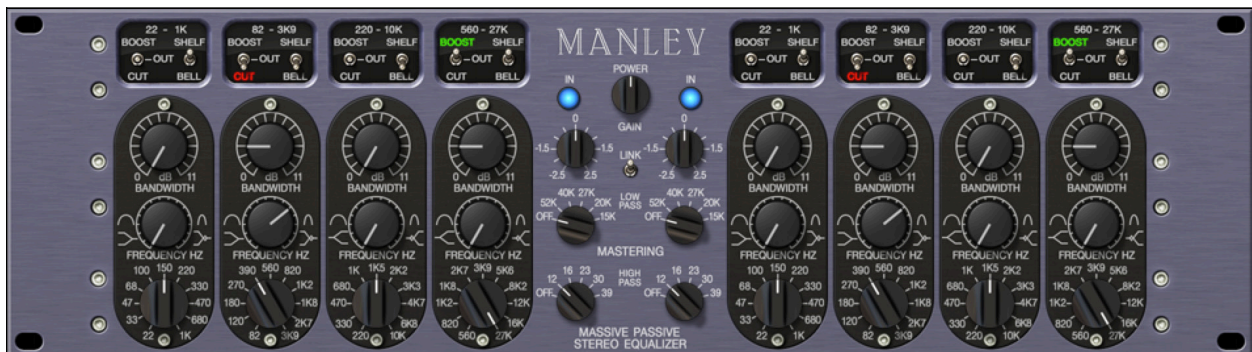 22 - 1K
BOOST SHELF
OUT
CUT BELL
82 - 3K9
BOOST SHELF
OUT
CUT BELL
220 - 10K
BOOST SHELF
OUT
CUT BELL
560 - 27K
BOOST SHELF
OUT
CUT BELL
MANLEY
POWER
IN IN
GAIN
0 0
-1.5 1.5 -1.5 1.5
-2.5 2.5 -2.5 2.5
LINK
LOW PASS
40K 27K 40K 27K
52K 20K 52K 20K
OFF 15K OFF 15K
MASTERING
HIGH PASS
16 23 16 23
12 30 12 30
OFF 39 OFF 39
MASSIVE PASSIVE
STEREO EQUALIZER
22 - 1K
BOOST SHELF
OUT
CUT BELL
82 - 3K9
BOOST SHELF
OUT
CUT BELL
220 - 10K
BOOST SHELF
OUT
CUT BELL
560 - 27K
BOOST SHELF
OUT
CUT BELL
0 dB 11
BANDWIDTH
FREQUENCY HZ
100 150 220
68 330
47 470
33 680
22 1K
0 dB 11
BANDWIDTH
FREQUENCY HZ
390 560 820
270 1K2
180 1K8
120 2K7
82 3K9
0 dB 11
BANDWIDTH
FREQUENCY HZ
1K 1K5 2K2
680 3K3
470 4K7
330 6K8
220 10K
0 dB 11
BANDWIDTH
FREQUENCY HZ
2K7 3K9 5K6
1K8 8K2
1K2 12K
820 16K
560 27K
0 dB 11
BANDWIDTH
FREQUENCY HZ
100 150 220
68 330
47 470
33 680
22 1K
0 dB 11
BANDWIDTH
FREQUENCY HZ
390 560 820
270 1K2
180 1K8
120 2K7
82 3K9
0 dB 11
BANDWIDTH
FREQUENCY HZ
1K 1K5 2K2
680 3K3
470 4K7
330 6K8
220 10K
0 dB 11
BANDWIDTH
FREQUENCY HZ
2K7 3K9 5K6
1K8 8K2
1K2 12K
820 16K
560 27K